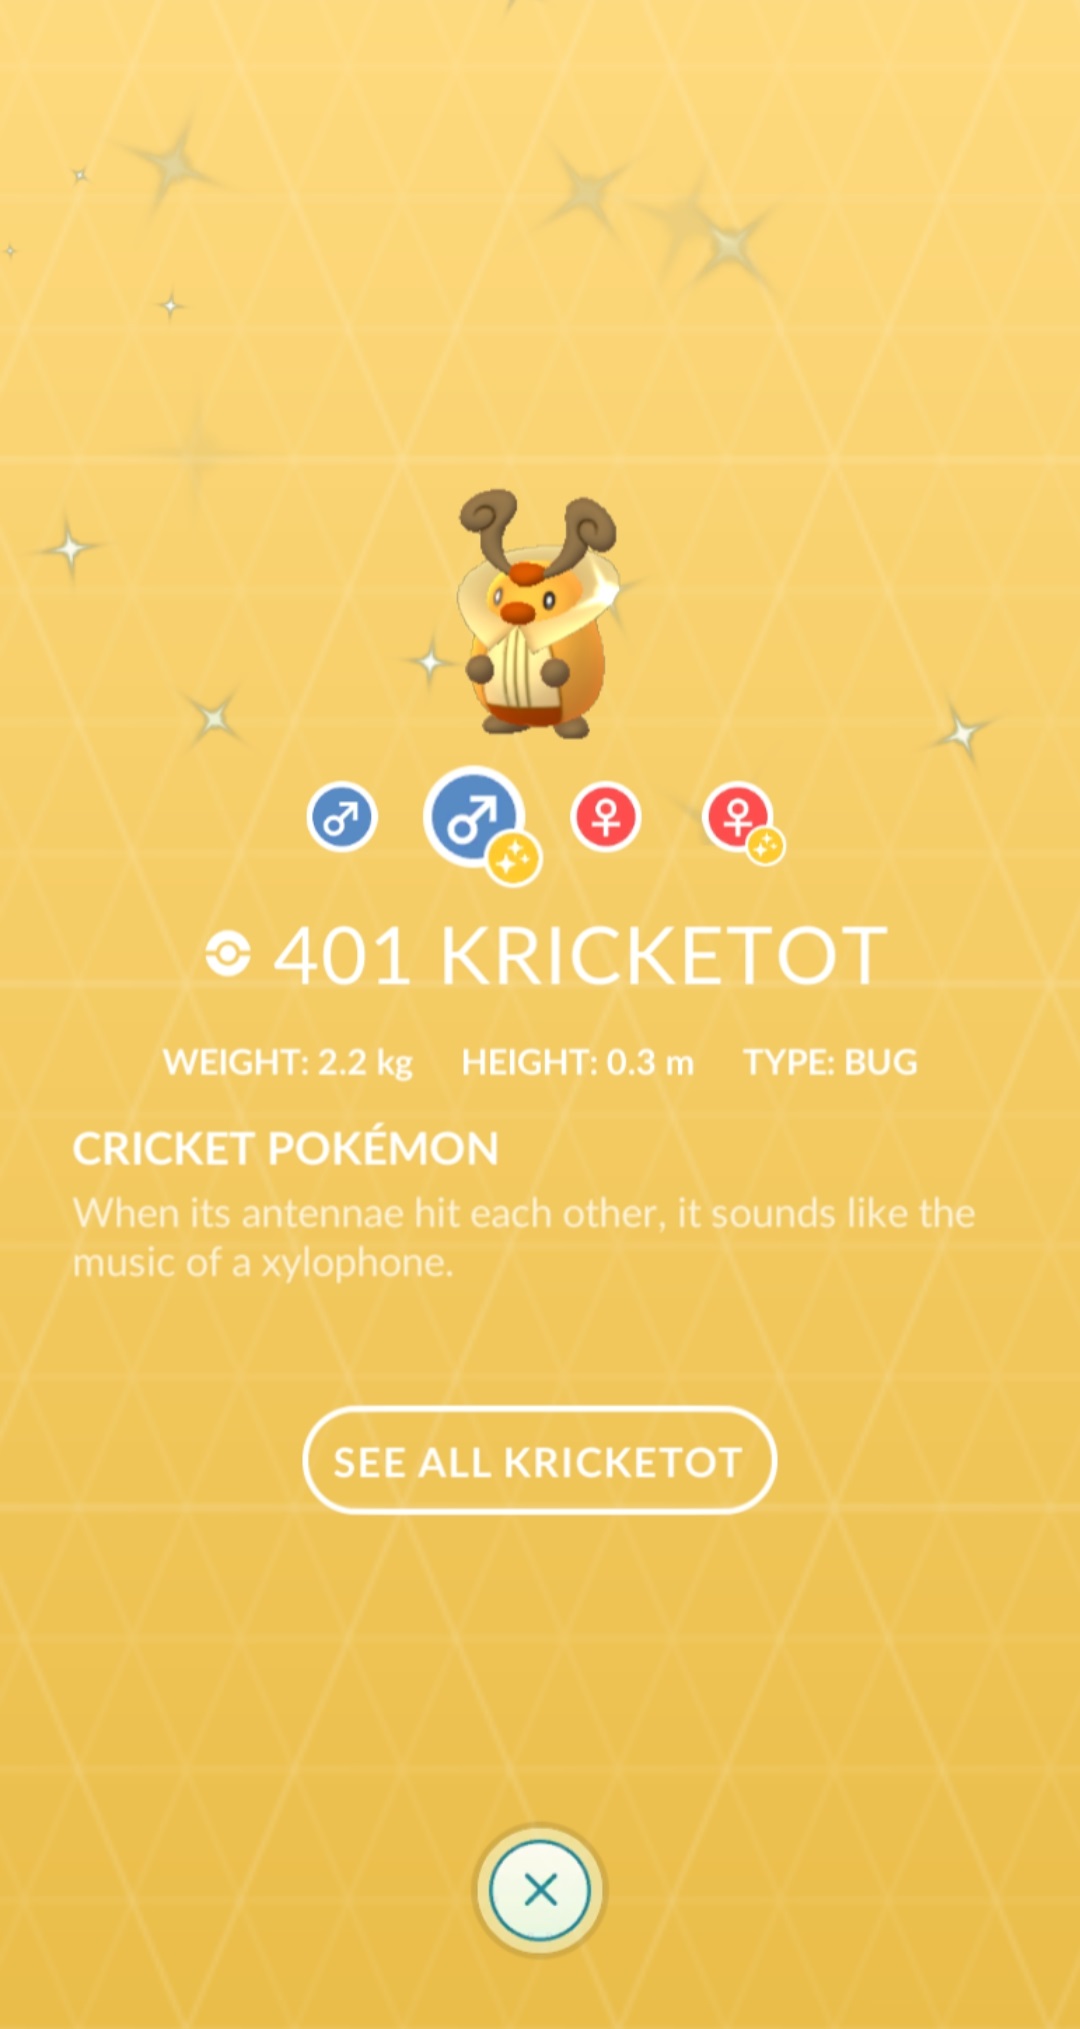 401 KRICKETOT
WEIGHT: 2.2 kg HEIGHT: 0.3 m TYPE: BUG
CRICKET POKÉMON
When its antennae hit each other, it sounds like the
music of a xylophone.
SEE ALL KRICKETOT